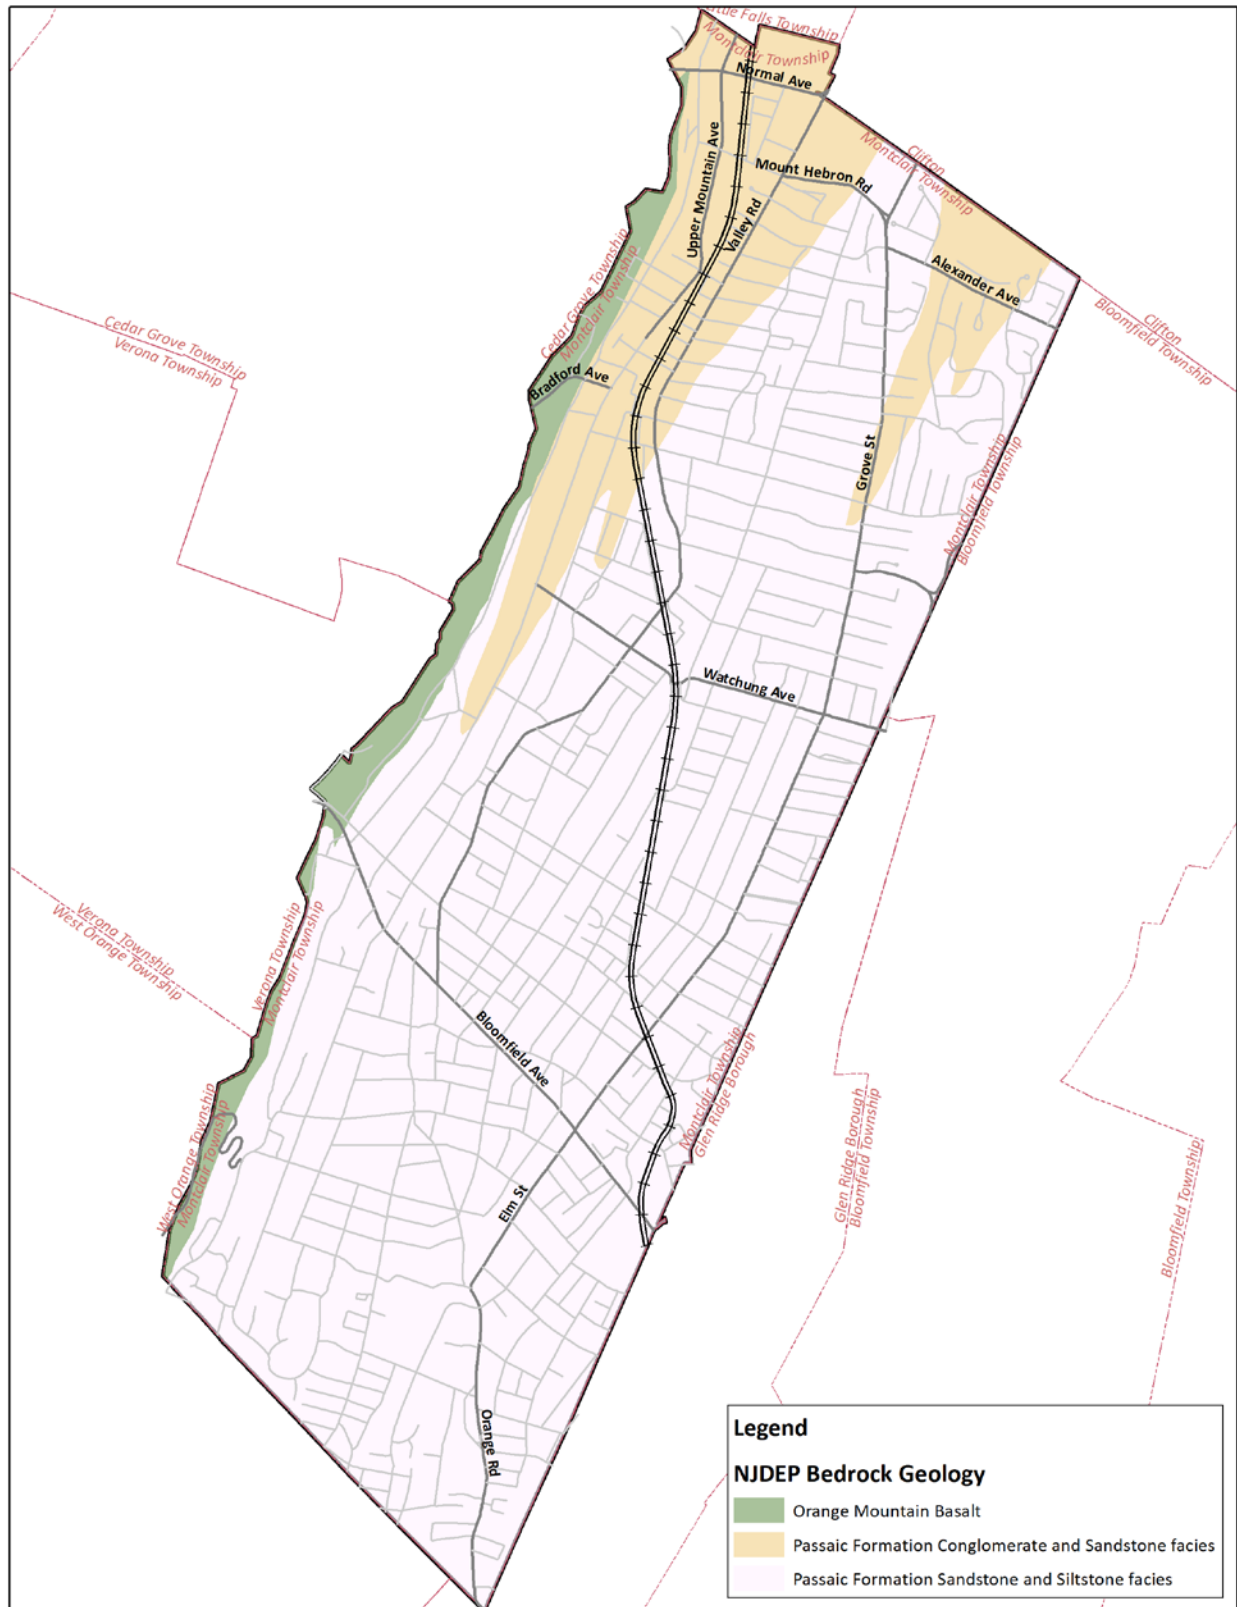 Little Falls Township
Montclair Township
Normal Ave
Clifton
Montclair Township
Upper Mountain Ave
Mount Hebron Rd
Valley Rd
Cedar Grove Township
Montclair Township
Alexander Ave
Clifton
Bloomfield Township
Cedar Grove Township
Verona Township
Bradford Ave
Grove St
Montclair Township
Bloomfield Township
Watchung Ave
Verona Township
West Orange Township
Verona Township
Montclair Township
Bloomfield Ave
Montclair Township
Glen Ridge Borough
Glen Ridge Borough
Bloomfield Township
West Orange Township
Montclair Township
Elm St
Bloomfield Township
Orange Rd
Legend
NJDEP Bedrock Geology
Orange Mountain Basalt
Passaic Formation Conglomerate and Sandstone facies
Passaic Formation Sandstone and Siltstone facies